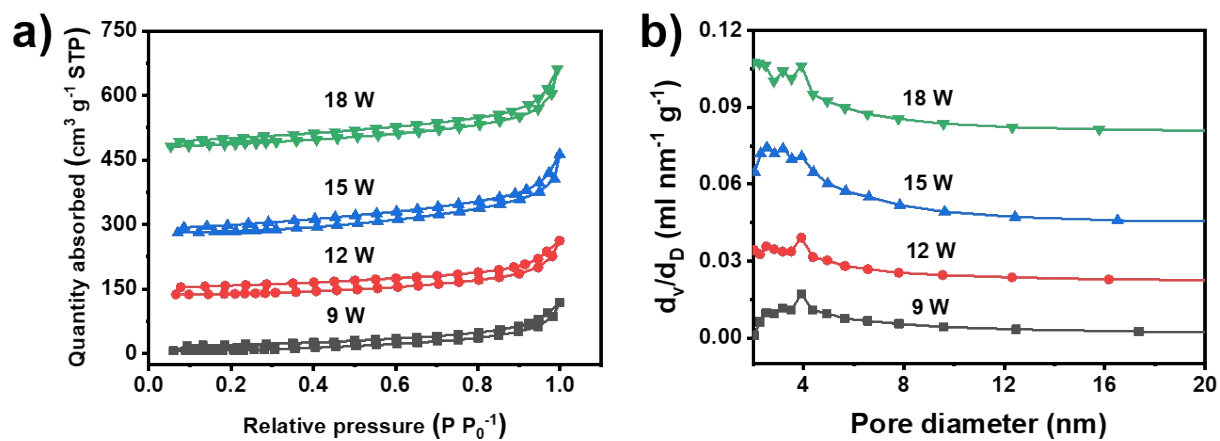 a)
Quantity absorbed (cm³ g⁻¹ STP)
750
600
450
300
150
0
18 W
15 W
12 W
9 W
0.0 0.2 0.4 0.6 0.8 1.0
Relative pressure (P P₀⁻¹)
b)
dᵥ/d_D (ml nm⁻¹ g⁻¹)
0.12
0.09
0.06
0.03
0.00
18 W
15 W
12 W
9 W
4 8 12 16 20
Pore diameter (nm)